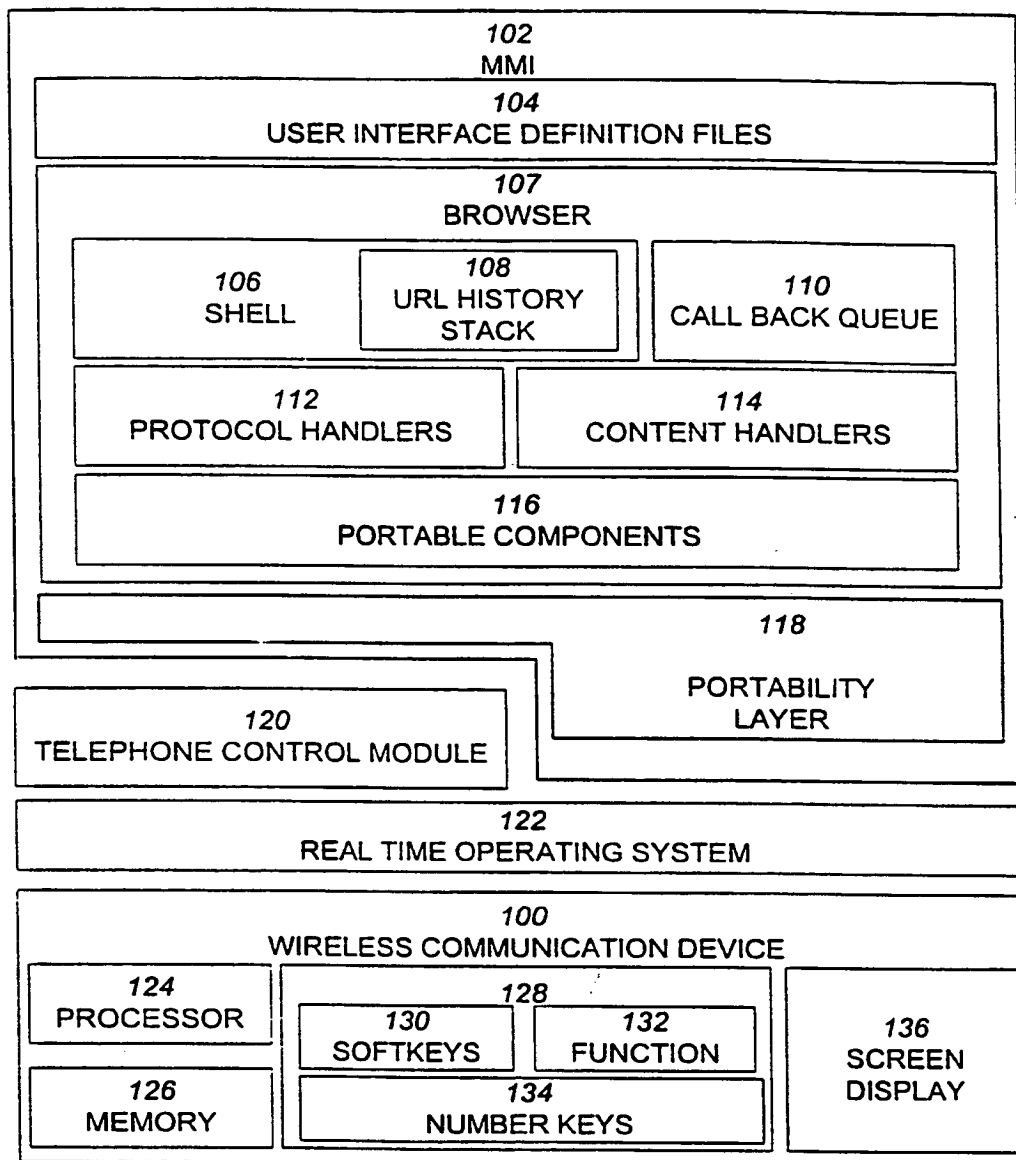 102
MMI
104
USER INTERFACE DEFINITION FILES
107
BROWSER
106
SHELL
108
URL HISTORY
STACK
110
CALL BACK QUEUE
112
PROTOCOL HANDLERS
114
CONTENT HANDLERS
116
PORTABLE COMPONENTS
118
PORTABILITY
LAYER
120
TELEPHONE CONTROL MODULE
122
REAL TIME OPERATING SYSTEM
100
WIRELESS COMMUNICATION DEVICE
124
PROCESSOR
126
MEMORY
128
130
SOFTKEYS
132
FUNCTION
134
NUMBER KEYS
136
SCREEN
DISPLAY